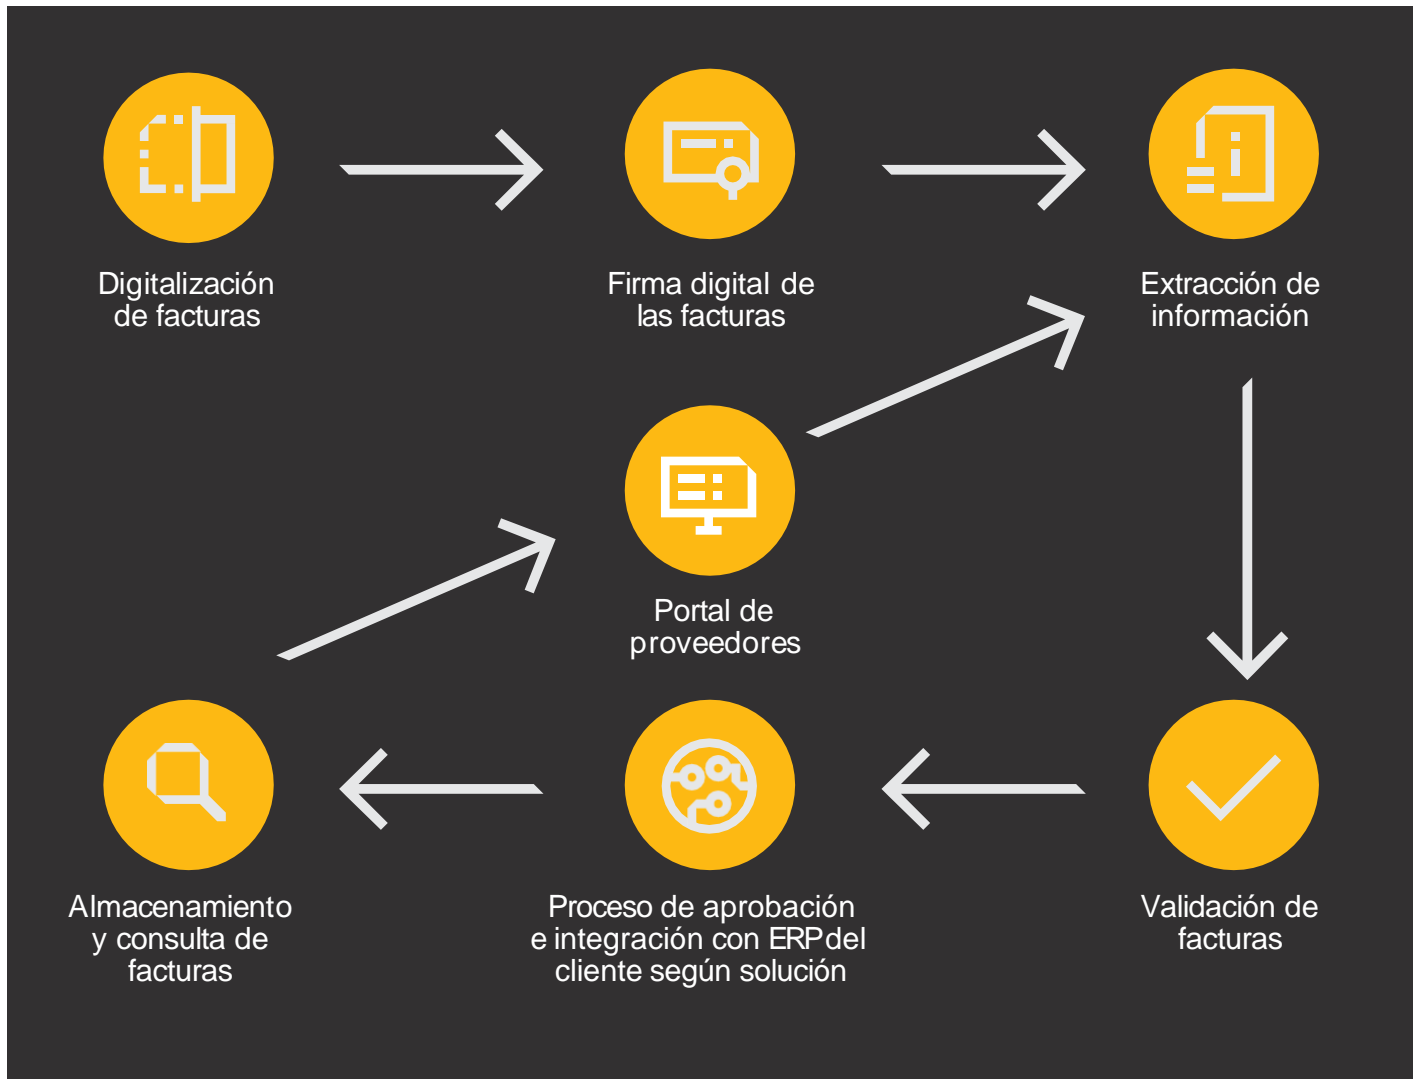 Digitalización
de facturas
Firma digital de
las facturas
Extracción de
información
Portal de
proveedores
Almacenamiento
y consulta de
facturas
Proceso de aprobación
e integración con ERP del
cliente según solución
Validación de
facturas